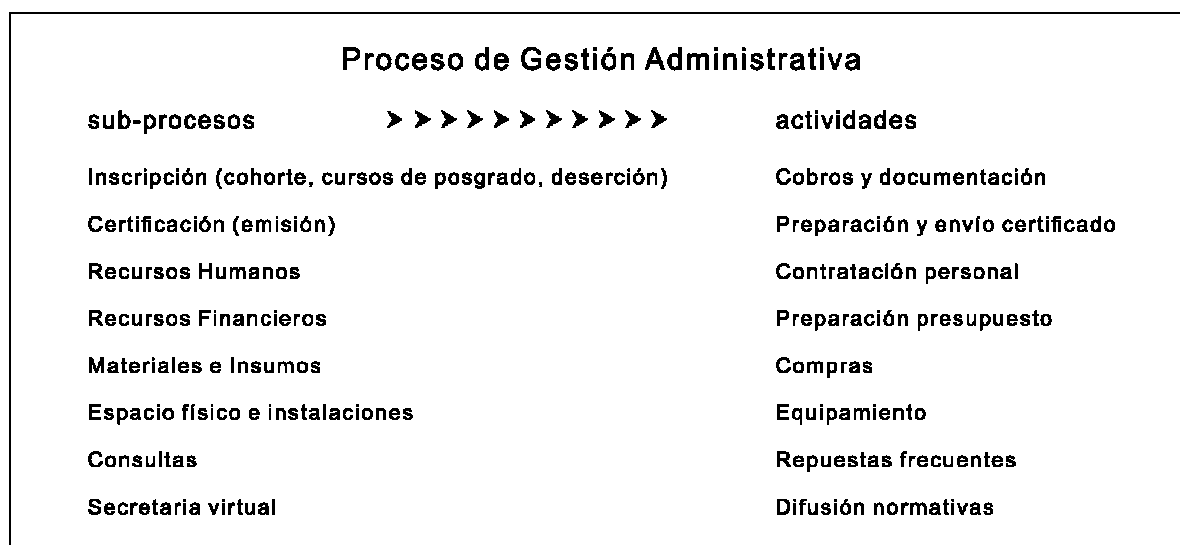 Proceso de Gestión Administrativa
sub-procesos ➤ ➤ ➤ ➤ ➤ ➤ ➤ ➤ ➤ ➤ ➤ actividades
Inscripción (cohorte, cursos de posgrado, deserción) Cobros y documentación
Certificación (emisión) Preparación y envío certificado
Recursos Humanos Contratación personal
Recursos Financieros Preparación presupuesto
Materiales e Insumos Compras
Espacio físico e instalaciones Equipamiento
Consultas Repuestas frecuentes
Secretaria virtual Difusión normativas